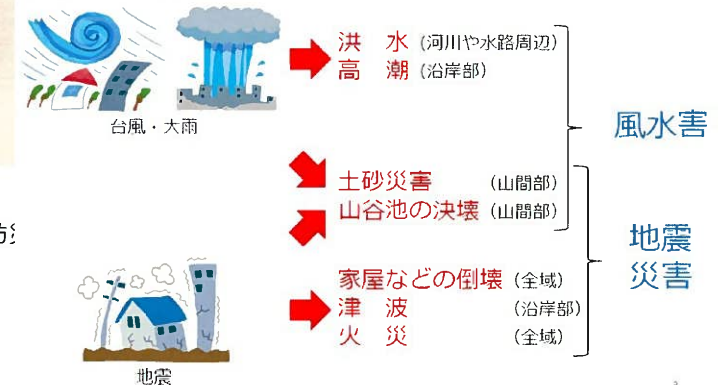 洪　水 (河川や水路周辺)
高　潮 (沿岸部)
台風・大雨
風水害
土砂災害 (山間部)
山谷池の決壊 (山間部)
防
地震
災害
家屋などの倒壊 (全域)
津　波 (沿岸部)
火　災 (全域)
地震